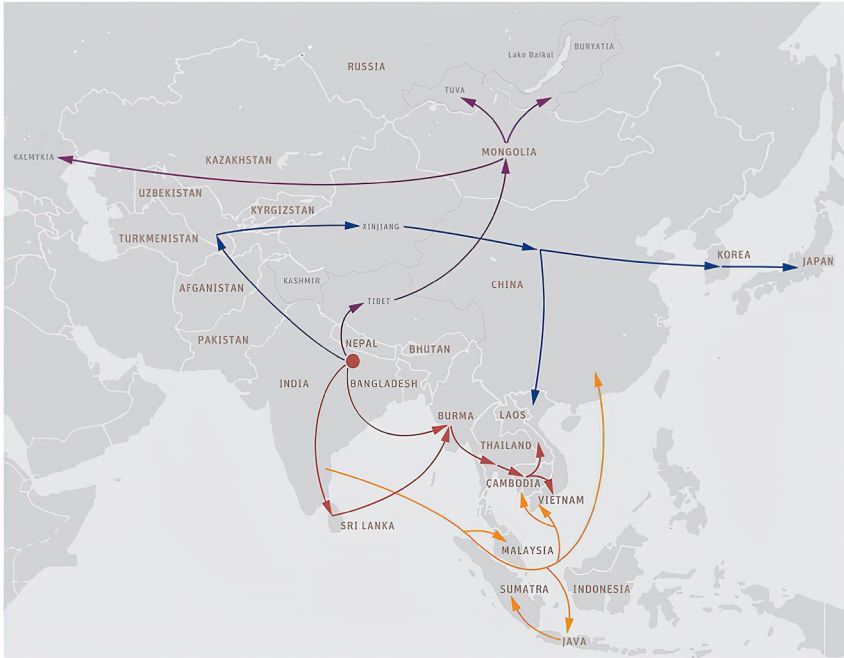 Lake Baikal
BURYATIA
RUSSIA
TUVA
MONGOLIA
KALMYKIA
KAZAKHSTAN
UZBEKISTAN
KYRGIZSTAN
XINJIANG
TURKMENISTAN
KOREA
JAPAN
KASHMIR
CHINA
AFGANISTAN
TIBET
PAKISTAN
NEPAL
BHUTAN
INDIA
BANGLADESH
BURMA
LAOS
THAILAND
CAMBODIA
VIETNAM
SRI LANKA
MALAYSIA
SUMATRA
INDONESIA
JAVA